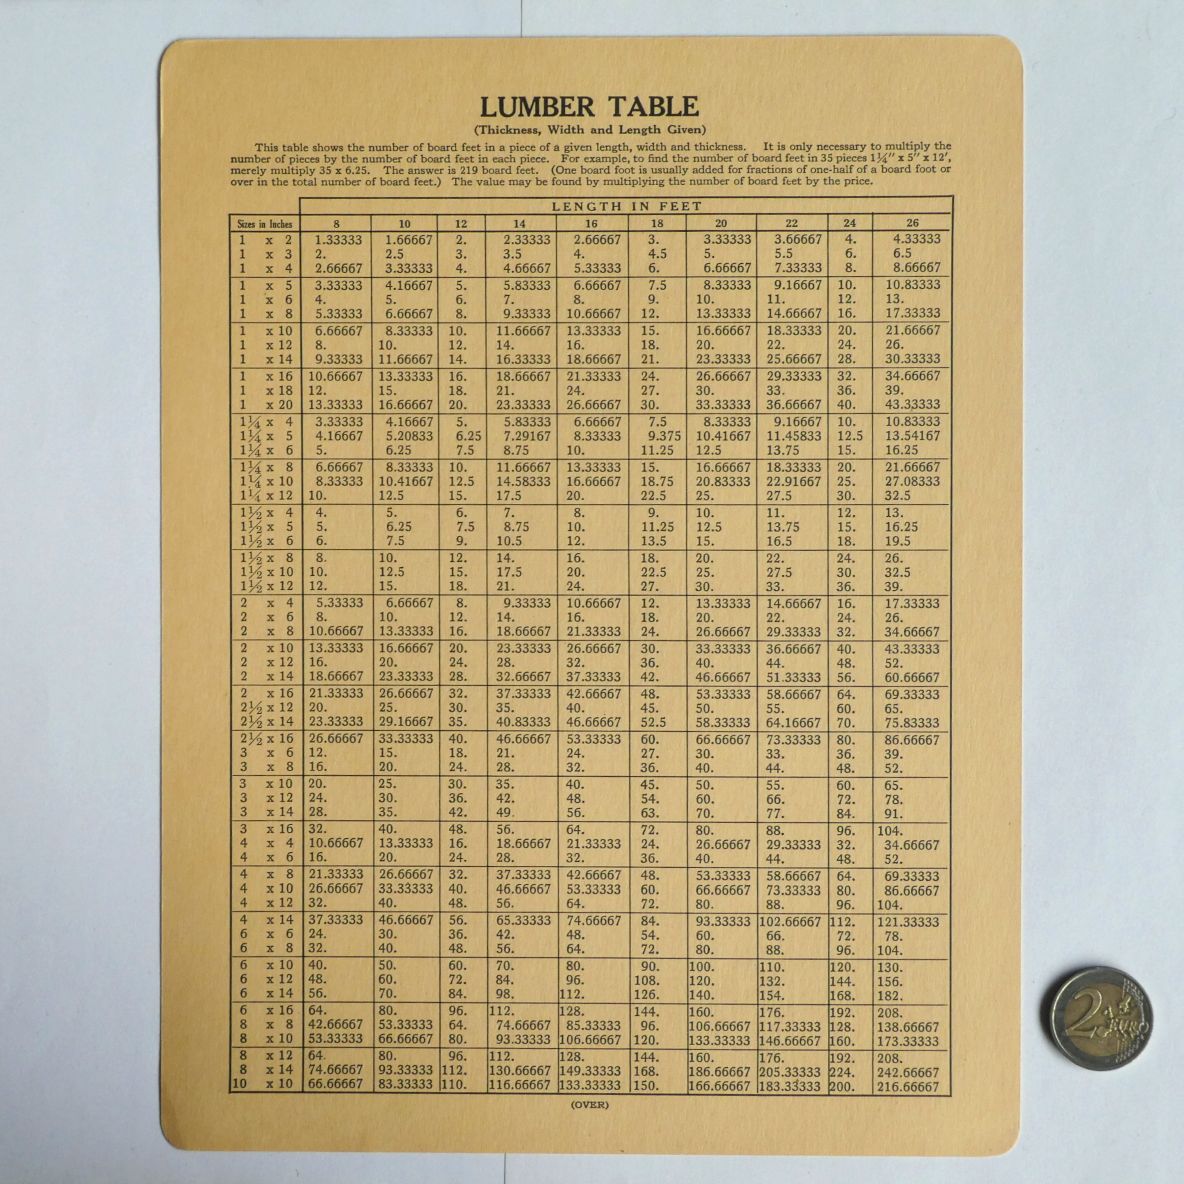 LUMBER TABLE
(Thickness, Width and Length Given)
This table shows the number of board feet in a piece of a given length, width and thickness. It is only necessary to multiply the
number of pieces by the number of board feet in each piece. For example, to find the number of board feet in 35 pieces 1¼" x 5" x 12',
merely multiply 35 x 6.25. The answer is 219 board feet. (One board foot is usually added for fractions of one-half of a board foot or
over in the total number of board feet.) The value may be found by multiplying the number of board feet by the price.
LENGTH IN FEET
Sizes in Inches 8 10 12 14 16 18 20 22 24 26
1 x 2 1.33333 1.66667 2. 2.33333 2.66667 3. 3.33333 3.66667 4. 4.33333
1 x 3 2. 2.5 3. 3.5 4. 4.5 5. 5.5 6. 6.5
1 x 4 2.66667 3.33333 4. 4.66667 5.33333 6. 6.66667 7.33333 8. 8.66667
1 x 5 3.33333 4.16667 5. 5.83333 6.66667 7.5 8.33333 9.16667 10. 10.83333
1 x 6 4. 5. 6. 7. 8. 9. 10. 11. 12. 13.
1 x 8 5.33333 6.66667 8. 9.33333 10.66667 12. 13.33333 14.66667 16. 17.33333
1 x 10 6.66667 8.33333 10. 11.66667 13.33333 15. 16.66667 18.33333 20. 21.66667
1 x 12 8. 10. 12. 14. 16. 18. 20. 22. 24. 26.
1 x 14 9.33333 11.66667 14. 16.33333 18.66667 21. 23.33333 25.66667 28. 30.33333
1 x 16 10.66667 13.33333 16. 18.66667 21.33333 24. 26.66667 29.33333 32. 34.66667
1 x 18 12. 15. 18. 21. 24. 27. 30. 33. 36. 39.
1 x 20 13.33333 16.66667 20. 23.33333 26.66667 30. 33.33333 36.66667 40. 43.33333
1¼ x 4 3.33333 4.16667 5. 5.83333 6.66667 7.5 8.33333 9.16667 10. 10.83333
1¼ x 5 4.16667 5.20833 6.25 7.29167 8.33333 9.375 10.41667 11.45833 12.5 13.54167
1¼ x 6 5. 6.25 7.5 8.75 10. 11.25 12.5 13.75 15. 16.25
1¼ x 8 6.66667 8.33333 10. 11.66667 13.33333 15. 16.66667 18.33333 20. 21.66667
1¼ x 10 8.33333 10.41667 12.5 14.58333 16.66667 18.75 20.83333 22.91667 25. 27.08333
1¼ x 12 10. 12.5 15. 17.5 20. 22.5 25. 27.5 30. 32.5
1½ x 4 4. 5. 6. 7. 8. 9. 10. 11. 12. 13.
1½ x 5 5. 6.25 7.5 8.75 10. 11.25 12.5 13.75 15. 16.25
1½ x 6 6. 7.5 9. 10.5 12. 13.5 15. 16.5 18. 19.5
1½ x 8 8. 10. 12. 14. 16. 18. 20. 22. 24. 26.
1½ x 10 10. 12.5 15. 17.5 20. 22.5 25. 27.5 30. 32.5
1½ x 12 12. 15. 18. 21. 24. 27. 30. 33. 36. 39.
2 x 4 5.33333 6.66667 8. 9.33333 10.66667 12. 13.33333 14.66667 16. 17.33333
2 x 6 8. 10. 12. 14. 16. 18. 20. 22. 24. 26.
2 x 8 10.66667 13.33333 16. 18.66667 21.33333 24. 26.66667 29.33333 32. 34.66667
2 x 10 13.33333 16.66667 20. 23.33333 26.66667 30. 33.33333 36.66667 40. 43.33333
2 x 12 16. 20. 24. 28. 32. 36. 40. 44. 48. 52.
2 x 14 18.66667 23.33333 28. 32.66667 37.33333 42. 46.66667 51.33333 56. 60.66667
2 x 16 21.33333 26.66667 32. 37.33333 42.66667 48. 53.33333 58.66667 64. 69.33333
2½ x 12 20. 25. 30. 35. 40. 45. 50. 55. 60. 65.
2½ x 14 23.33333 29.16667 35. 40.83333 46.66667 52.5 58.33333 64.16667 70. 75.83333
2½ x 16 26.66667 33.33333 40. 46.66667 53.33333 60. 66.66667 73.33333 80. 86.66667
3 x 6 12. 15. 18. 21. 24. 27. 30. 33. 36. 39.
3 x 8 16. 20. 24. 28. 32. 36. 40. 44. 48. 52.
3 x 10 20. 25. 30. 35. 40. 45. 50. 55. 60. 65.
3 x 12 24. 30. 36. 42. 48. 54. 60. 66. 72. 78.
3 x 14 28. 35. 42. 49. 56. 63. 70. 77. 84. 91.
3 x 16 32. 40. 48. 56. 64. 72. 80. 88. 96. 104.
4 x 4 10.66667 13.33333 16. 18.66667 21.33333 24. 26.66667 29.33333 32. 34.66667
4 x 6 16. 20. 24. 28. 32. 36. 40. 44. 48. 52.
4 x 8 21.33333 26.66667 32. 37.33333 42.66667 48. 53.33333 58.66667 64. 69.33333
4 x 10 26.66667 33.33333 40. 46.66667 53.33333 60. 66.66667 73.33333 80. 86.66667
4 x 12 32. 40. 48. 56. 64. 72. 80. 88. 96. 104.
4 x 14 37.33333 46.66667 56. 65.33333 74.66667 84. 93.33333 102.66667 112. 121.33333
6 x 6 24. 30. 36. 42. 48. 54. 60. 66. 72. 78.
6 x 8 32. 40. 48. 56. 64. 72. 80. 88. 96. 104.
6 x 10 40. 50. 60. 70. 80. 90. 100. 110. 120. 130.
6 x 12 48. 60. 72. 84. 96. 108. 120. 132. 144. 156.
6 x 14 56. 70. 84. 98. 112. 126. 140. 154. 168. 182.
6 x 16 64. 80. 96. 112. 128. 144. 160. 176. 192. 208.
8 x 8 42.66667 53.33333 64. 74.66667 85.33333 96. 106.66667 117.33333 128. 138.66667
8 x 10 53.33333 66.66667 80. 93.33333 106.66667 120. 133.33333 146.66667 160. 173.33333
8 x 12 64. 80. 96. 112. 128. 144. 160. 176. 192. 208.
8 x 14 74.66667 93.33333 112. 130.66667 149.33333 168. 186.66667 205.33333 224. 242.66667
10 x 10 66.66667 83.33333 110. 116.66667 133.33333 150. 166.66667 183.33333 200. 216.66667
(OVER)
2 EURO